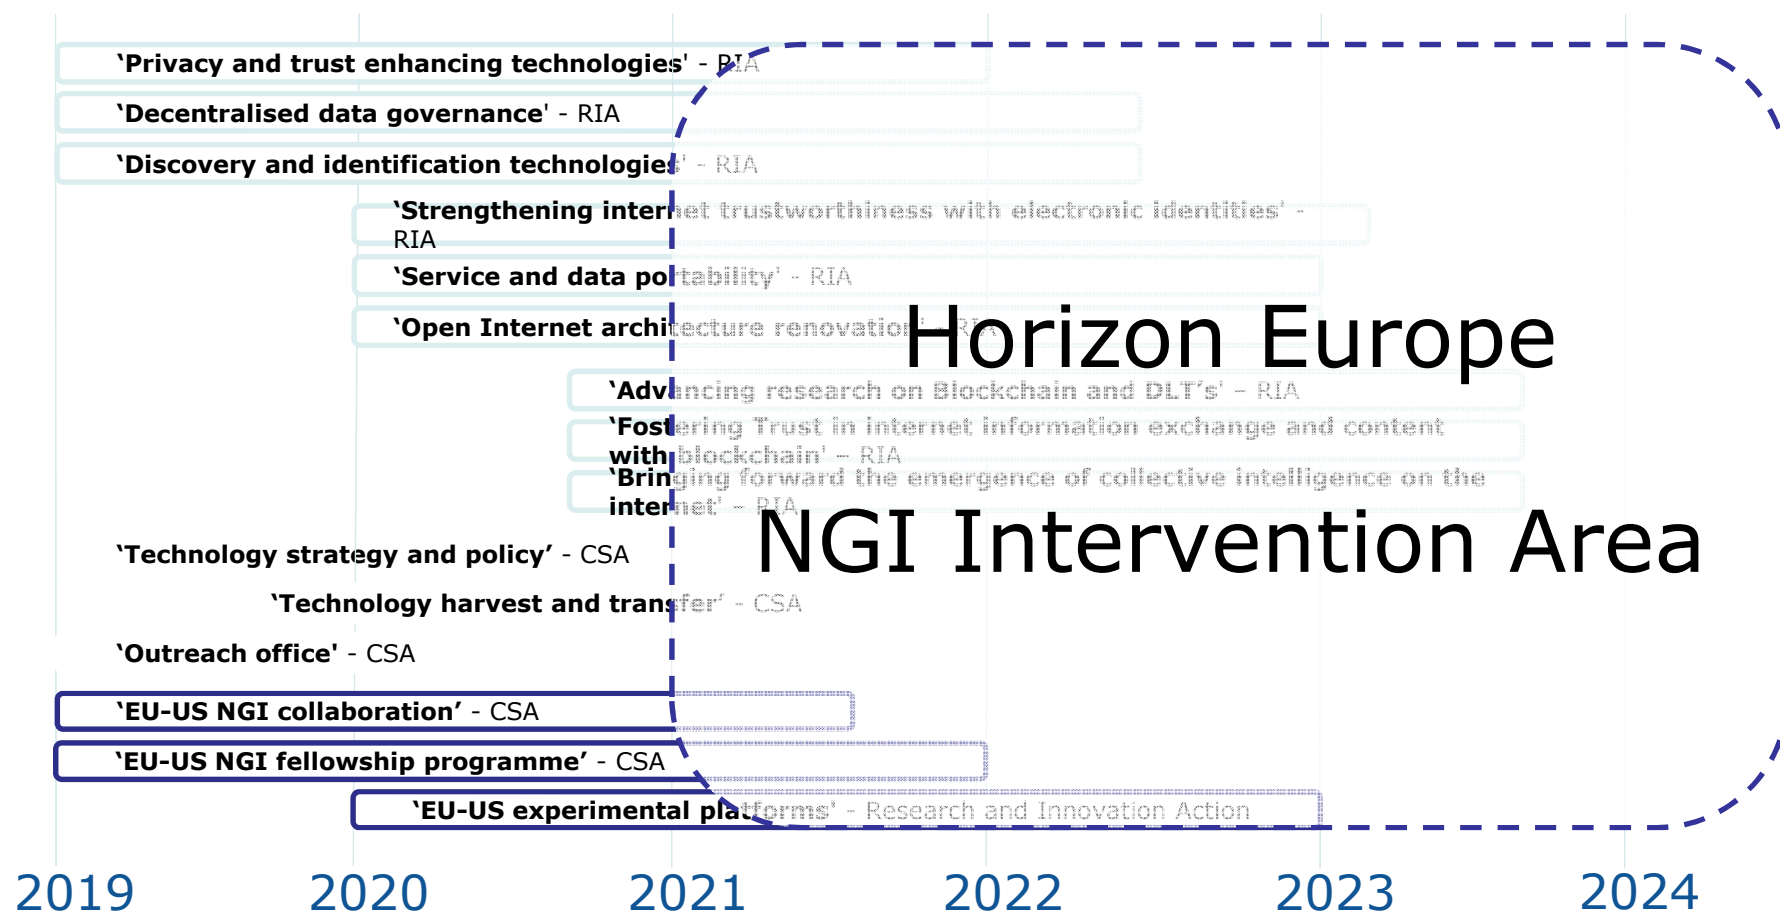 ‘Privacy and trust enhancing technologies' - RIA
‘Decentralised data governance' - RIA
‘Discovery and identification technologies' - RIA
‘Strengthening internet trustworthiness with electronic identities' -
RIA
‘Service and data portability' - RIA
‘Open Internet architecture renovation' - RIA
Horizon Europe
‘Advancing research on Blockchain and DLT’s' – RIA
‘Fostering Trust in internet information exchange and content
with blockchain' – RIA
‘Bringing forward the emergence of collective intelligence on the
internet' – RIA
NGI Intervention Area
‘Technology strategy and policy’ - CSA
‘Technology harvest and transfer’ - CSA
‘Outreach office' - CSA
‘EU-US NGI collaboration’ - CSA
‘EU-US NGI fellowship programme’ - CSA
‘EU-US experimental platforms' - Research and Innovation Action
2019 2020 2021 2022 2023 2024